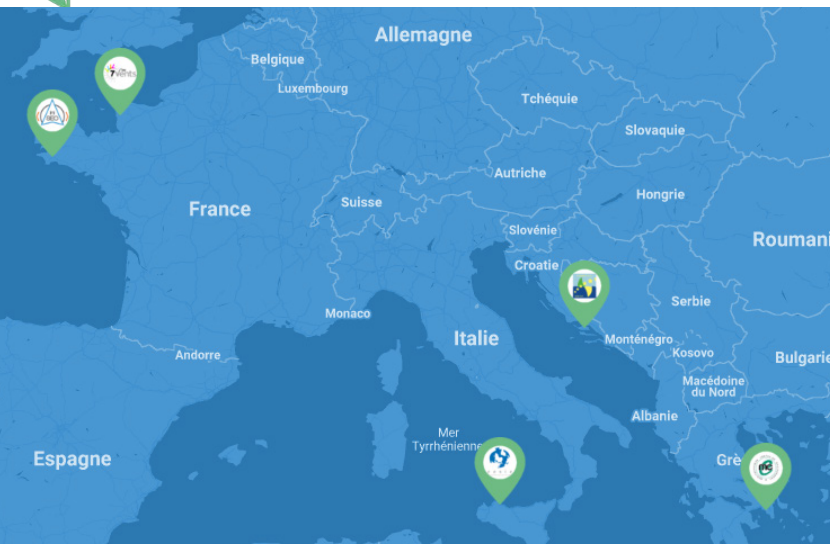 Allemagne
Belgique
7Vents
Luxembourg
Tchéquie
Slovaquie
Autriche
Hongrie
Suisse
France
Slovénie
Roumani
Croatie
Serbie
Monaco
Italie
Monténégro
Kosovo
Andorre
Bulgarie
Macédoine
du Nord
Albanie
Mer
Tyrrhénienne
Espagne
Grè